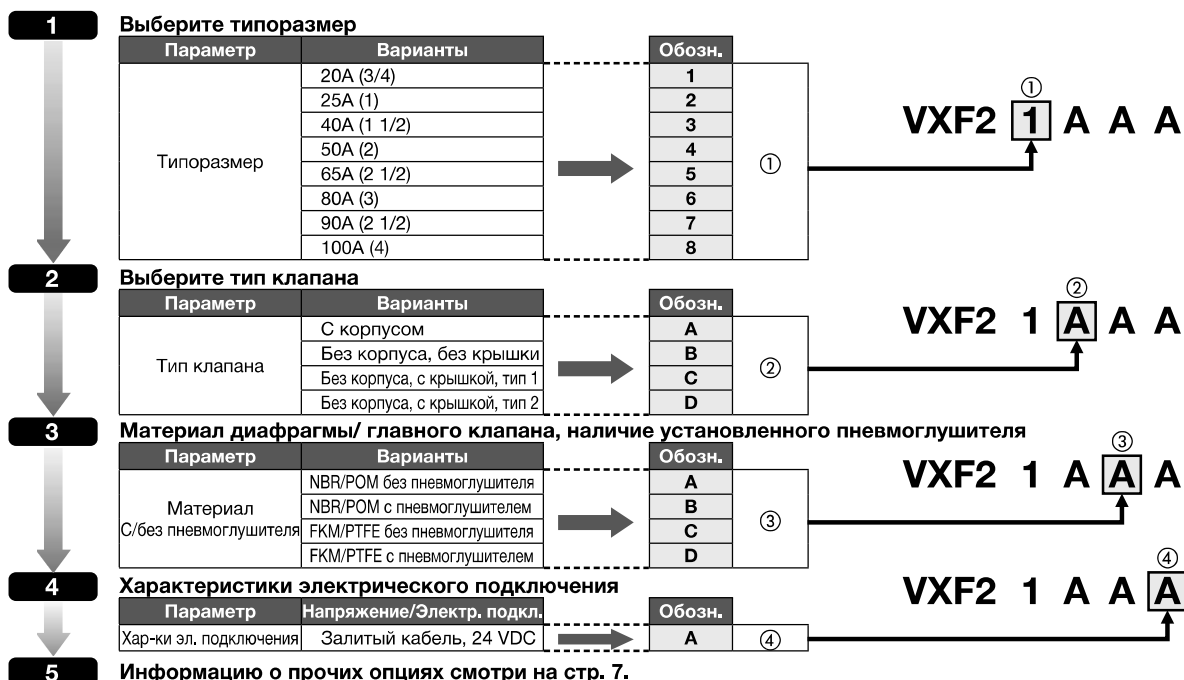 1 Выберите типоразмер
Параметр Варианты Обозн.
Типоразмер
20A (3/4) 1
25A (1) 2
40A (1 1/2) 3
50A (2) 4
65A (2 1/2) 5
80A (3) 6
90A (2 1/2) 7
100A (4) 8
①
①
VXF2 1 A A A
2 Выберите тип клапана
Параметр Варианты Обозн.
Тип клапана
С корпусом A
Без корпуса, без крышки B
Без корпуса, с крышкой, тип 1 C
Без корпуса, с крышкой, тип 2 D
②
②
VXF2 1 A A A
3 Материал диафрагмы/ главного клапана, наличие установленного пневмоглушителя
Параметр Варианты Обозн.
Материал
С/без пневмоглушителя
NBR/POM без пневмоглушителя A
NBR/POM с пневмоглушителем B
FKM/PTFE без пневмоглушителя C
FKM/PTFE с пневмоглушителем D
③
③
VXF2 1 A A A
4 Характеристики электрического подключения
Параметр Напряжение/Электр. подкл. Обозн.
Хар-ки эл. подключения Залитый кабель, 24 VDC A ④
④
VXF2 1 A A A
5 Информацию о прочих опциях смотри на стр. 7.